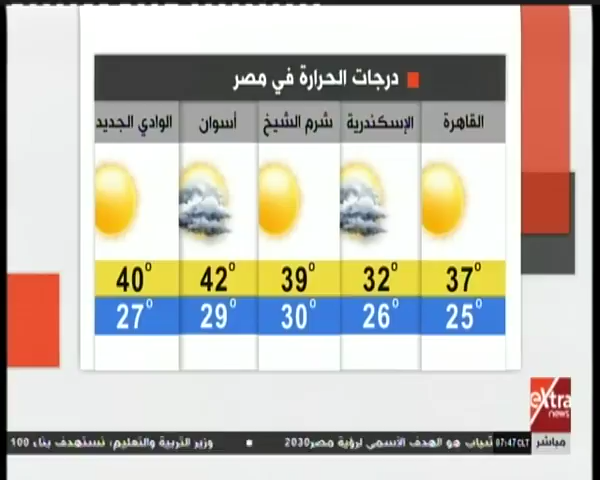 درجات الحرارة في مصر
القاهرة الإسكندرية شرم الشيخ أسوان الوادي الجديد
37° 32° 39° 42° 40°
25° 26° 30° 29° 27°
eXtra
news
مباشر
07:47CLT شباب هو الهدف الأسمى لرؤية مصر2030 ■ وزير التربية والتعليم: نستهدف بناء 100